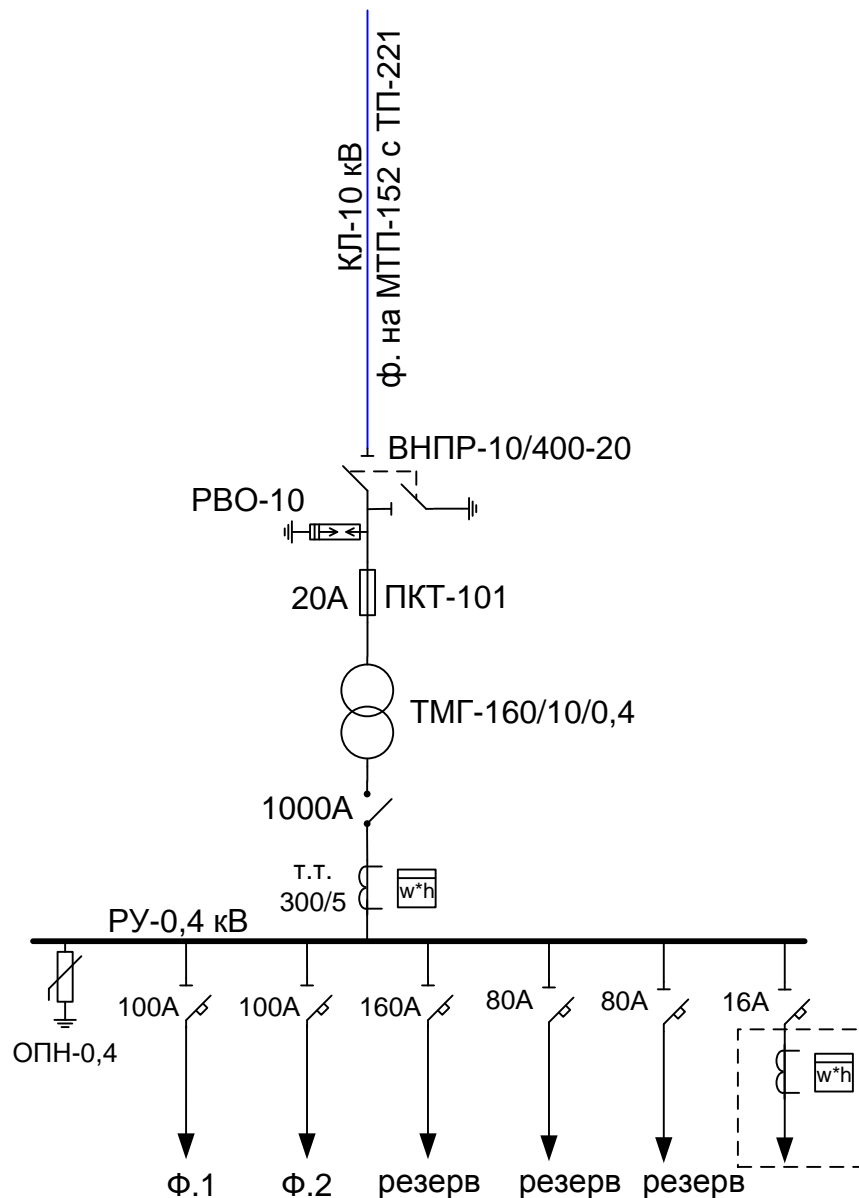 КЛ-10 кВ
ф. на МТП-152 с ТП-221
ВНПР-10/400-20
РВО-10
20А
ПКТ-101
ТМГ-160/10/0,4
1000А
т.т.
300/5
w*h
РУ-0,4 кВ
100А
100А
160А
80А
80А
16А
ОПН-0,4
w*h
Ф.1
Ф.2
резерв
резерв
резерв